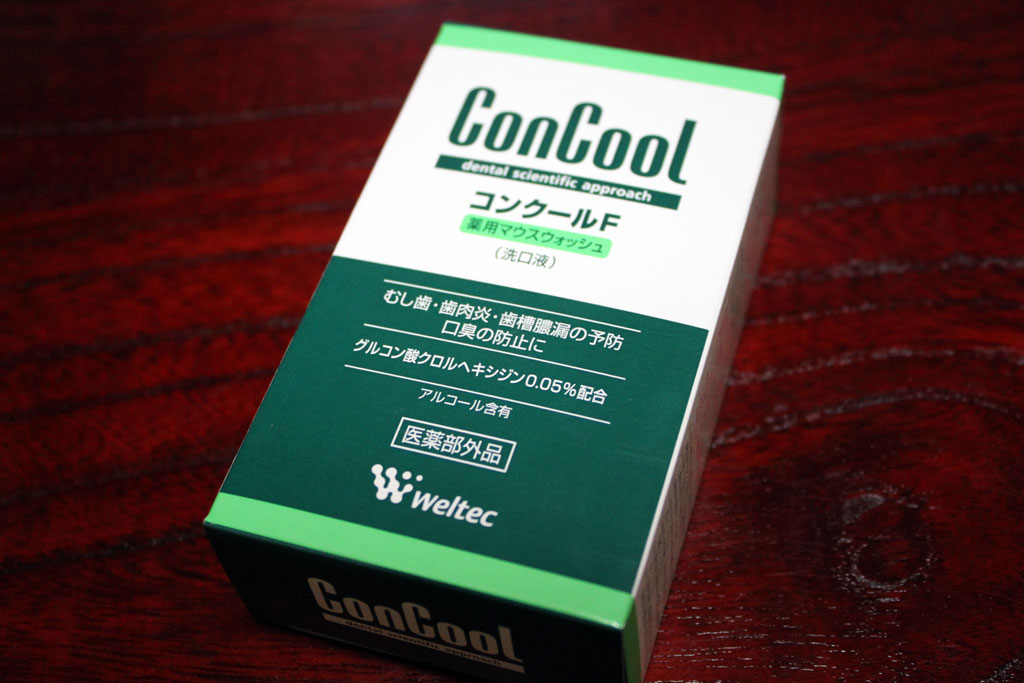 ConCool
dental scientific approach
コンクールF
薬用マウスウォッシュ
（洗口液）
むし歯・歯肉炎・歯槽膿漏の予防
口臭の防止に
グルコン酸クロルヘキシジン0.05％配合
アルコール含有
医薬部外品
weltec
ConCool
dental scientific approach